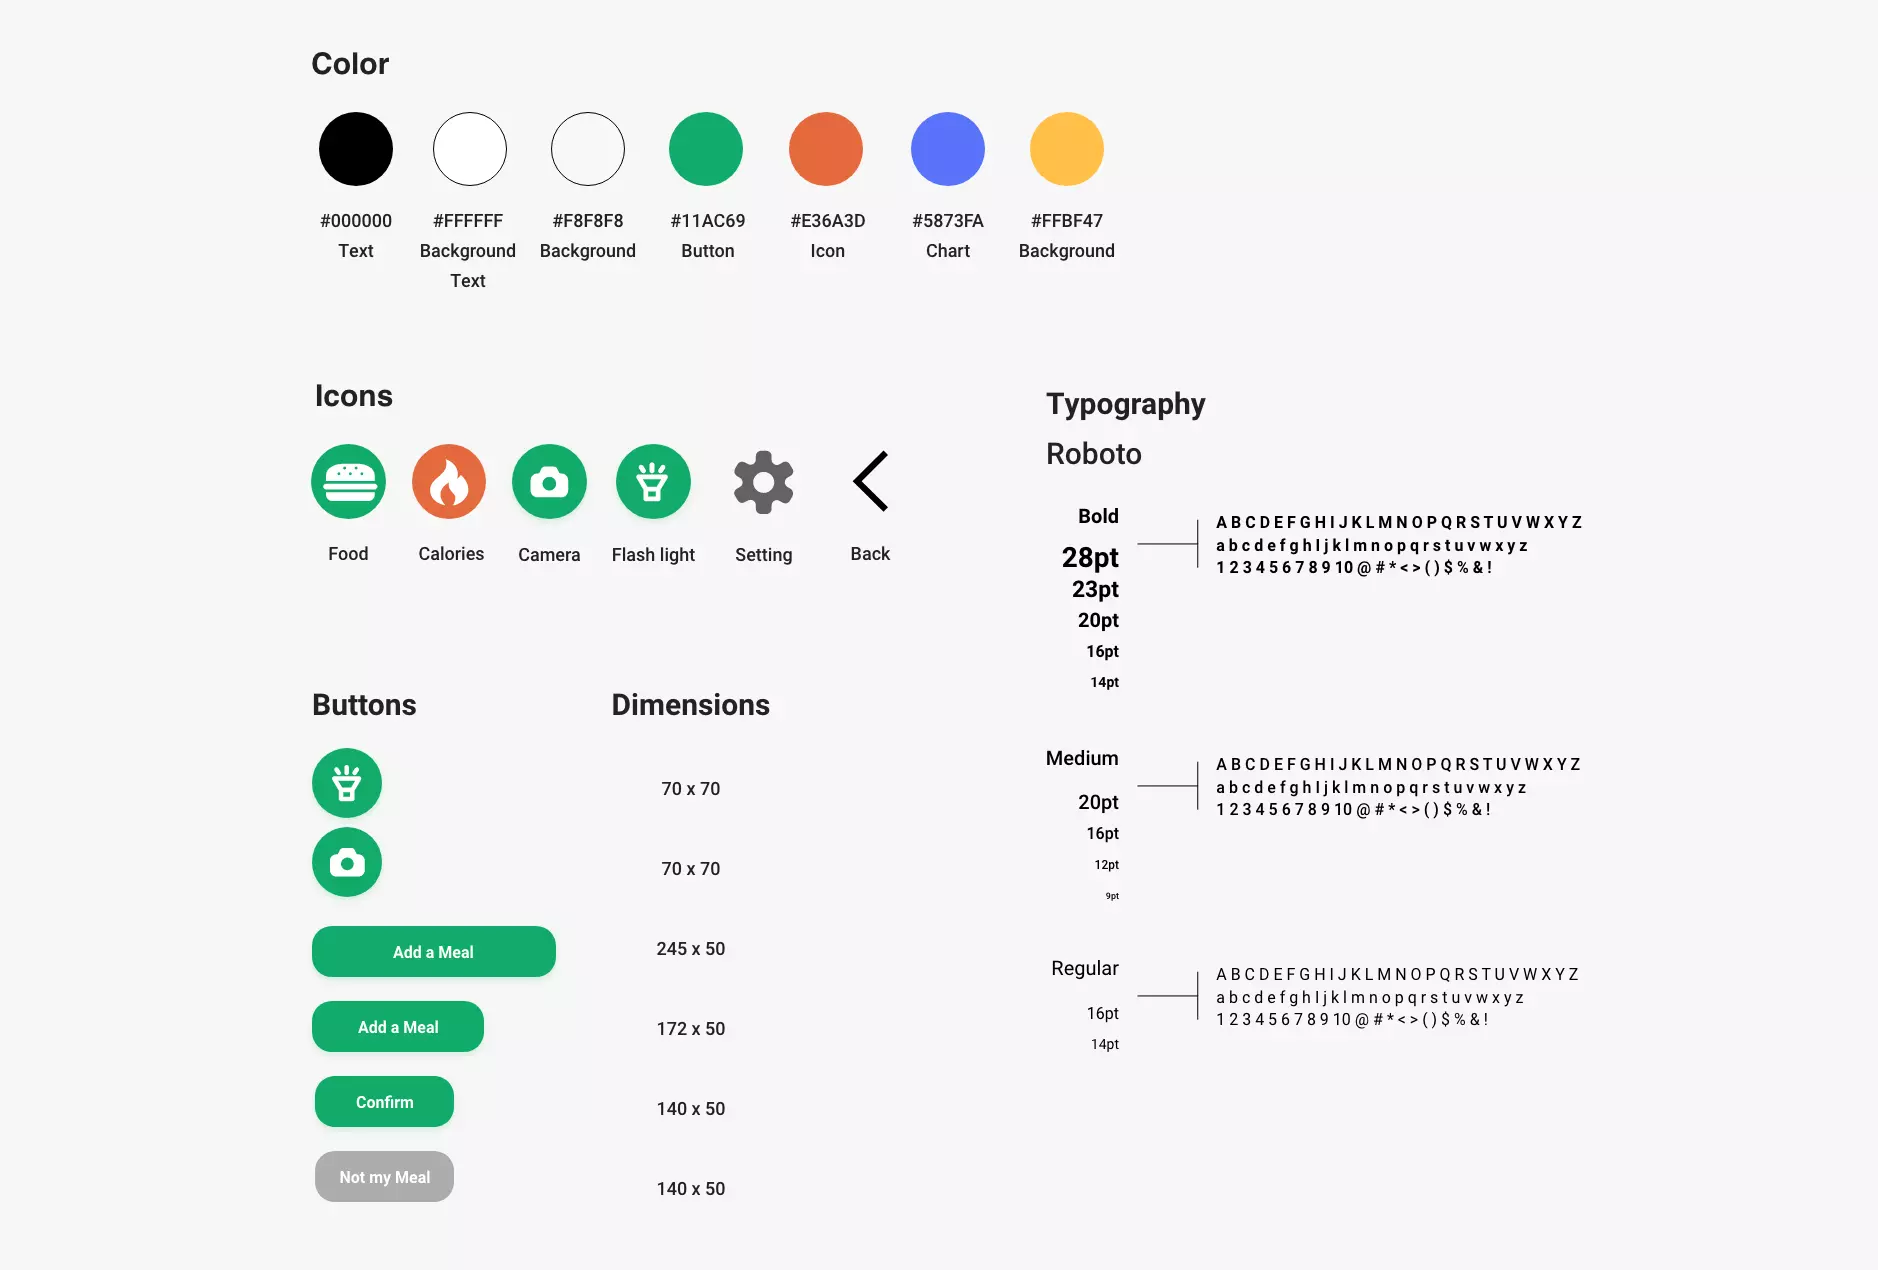 Color
#000000
Text
#FFFFFF
Background
Text
#F8F8F8
Background
#11AC69
Button
#E36A3D
Icon
#5873FA
Chart
#FFBF47
Background
Icons
Food
Calories
Camera
Flash light
Setting
Back
Buttons
Dimensions
70 x 70
70 x 70
Add a Meal
245 x 50
Add a Meal
172 x 50
Confirm
140 x 50
Not my Meal
140 x 50
Typography
Roboto
Bold
28pt
23pt
20pt
16pt
14pt
A B C D E F G H I J K L M N O P Q R S T U V W X Y Z
a b c d e f g h I j k l m n o p q r s t u v w x y z
1 2 3 4 5 6 7 8 9 10 @ # * < > ( ) $ % & !
Medium
20pt
16pt
12pt
9pt
A B C D E F G H I J K L M N O P Q R S T U V W X Y Z
a b c d e f g h I j k l m n o p q r s t u v w x y z
1 2 3 4 5 6 7 8 9 10 @ # * < > ( ) $ % & !
Regular
16pt
14pt
A B C D E F G H I J K L M N O P Q R S T U V W X Y Z
a b c d e f g h I j k l m n o p q r s t u v w x y z
1 2 3 4 5 6 7 8 9 10 @ # * < > ( ) $ % & !